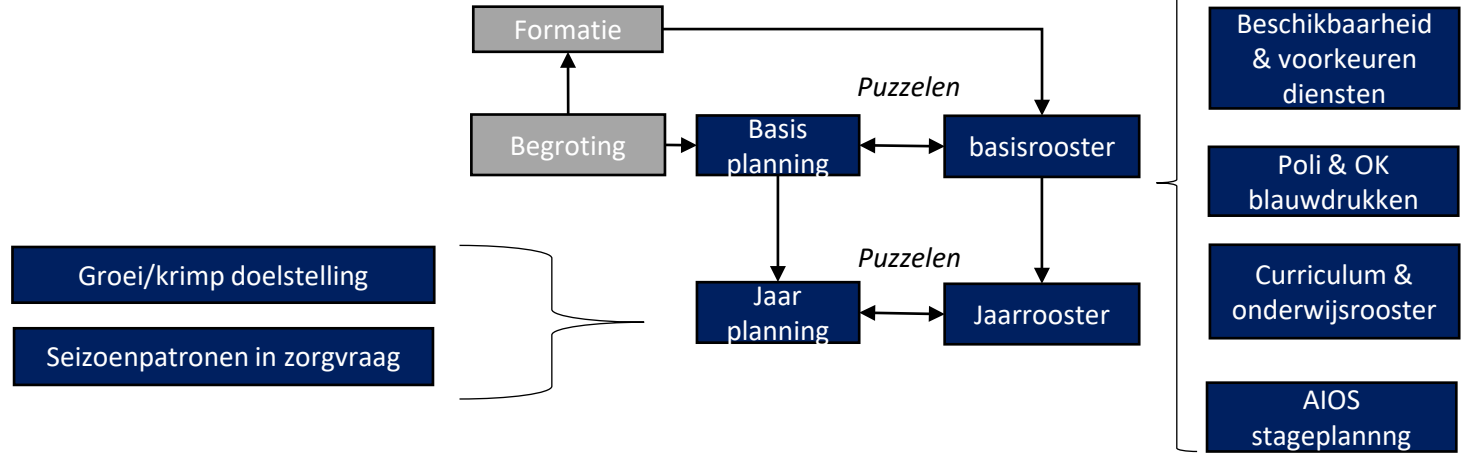 Formatie
Begroting
Puzzelen
Basis
planning
basisrooster
Puzzelen
Jaar
planning
Jaarrooster
Groei/krimp doelstelling
Seizoenpatronen in zorgvraag
Beschikbaarheid
& voorkeuren
diensten
Poli & OK
blauwdrukken
Curriculum &
onderwijsrooster
AIOS
stageplannng